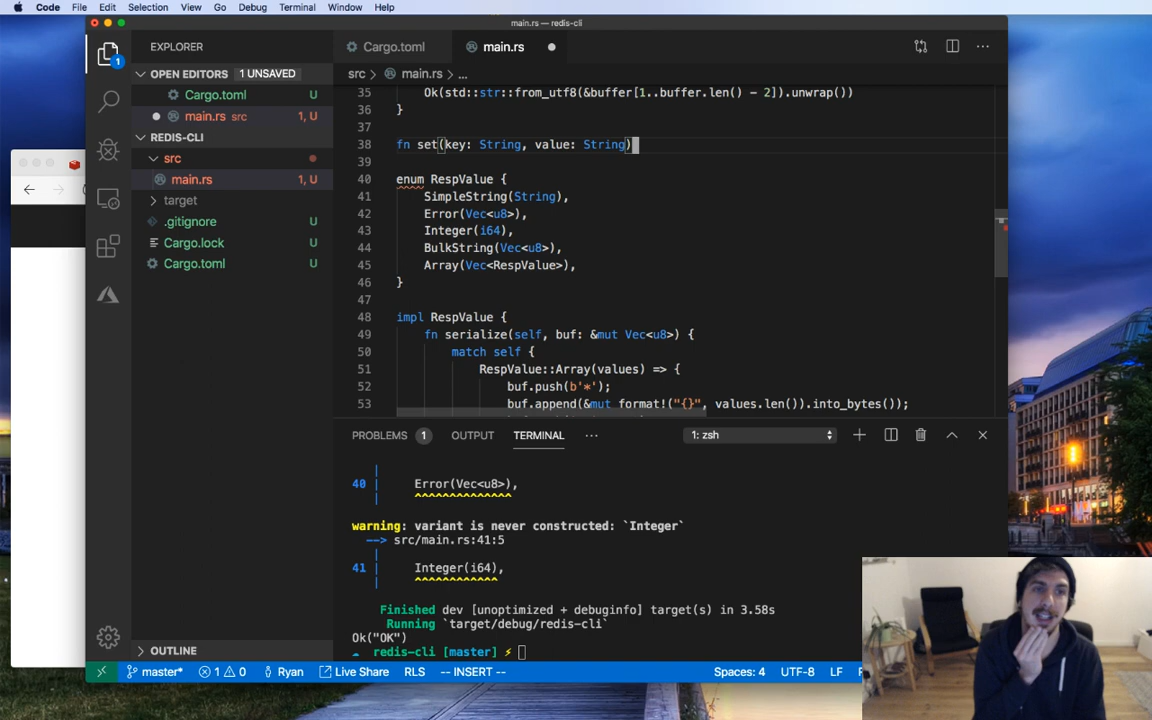 Code File Edit Selection View Go Debug Terminal Window Help
main.rs — redis-cli
EXPLORER
OPEN EDITORS 1 UNSAVED
Cargo.toml U
main.rs src 1, U
REDIS-CLI
src
main.rs 1, U
target
.gitignore U
Cargo.lock U
Cargo.toml U
OUTLINE
1
Cargo.toml main.rs
src > main.rs > ...
35 Ok(std::str::from_utf8(&buffer[1..buffer.len() - 2]).unwrap())
36 }
37
38 fn set(key: String, value: String)
39
40 enum RespValue {
41 SimpleString(String),
42 Error(Vec<u8>),
43 Integer(i64),
44 BulkString(Vec<u8>),
45 Array(Vec<RespValue>),
46 }
47
48 impl RespValue {
49 fn serialize(self, buf: &mut Vec<u8>) {
50 match self {
51 RespValue::Array(values) => {
52 buf.push(b'*');
53 buf.append(&mut format!("{}", values.len()).into_bytes());
PROBLEMS 1 OUTPUT TERMINAL ... 1: zsh
|
40 | Error(Vec<u8>),
| ^^^^^^^^^^^^^^
warning: variant is never constructed: `Integer`
--> src/main.rs:41:5
|
41 | Integer(i64),
| ^^^^^^^^^^^^
Finished dev [unoptimized + debuginfo] target(s) in 3.58s
Running `target/debug/redis-cli`
Ok("OK")
redis-cli [master] ⚡
master* 1 0 Ryan Live Share RLS -- INSERT -- Spaces: 4 UTF-8 LF